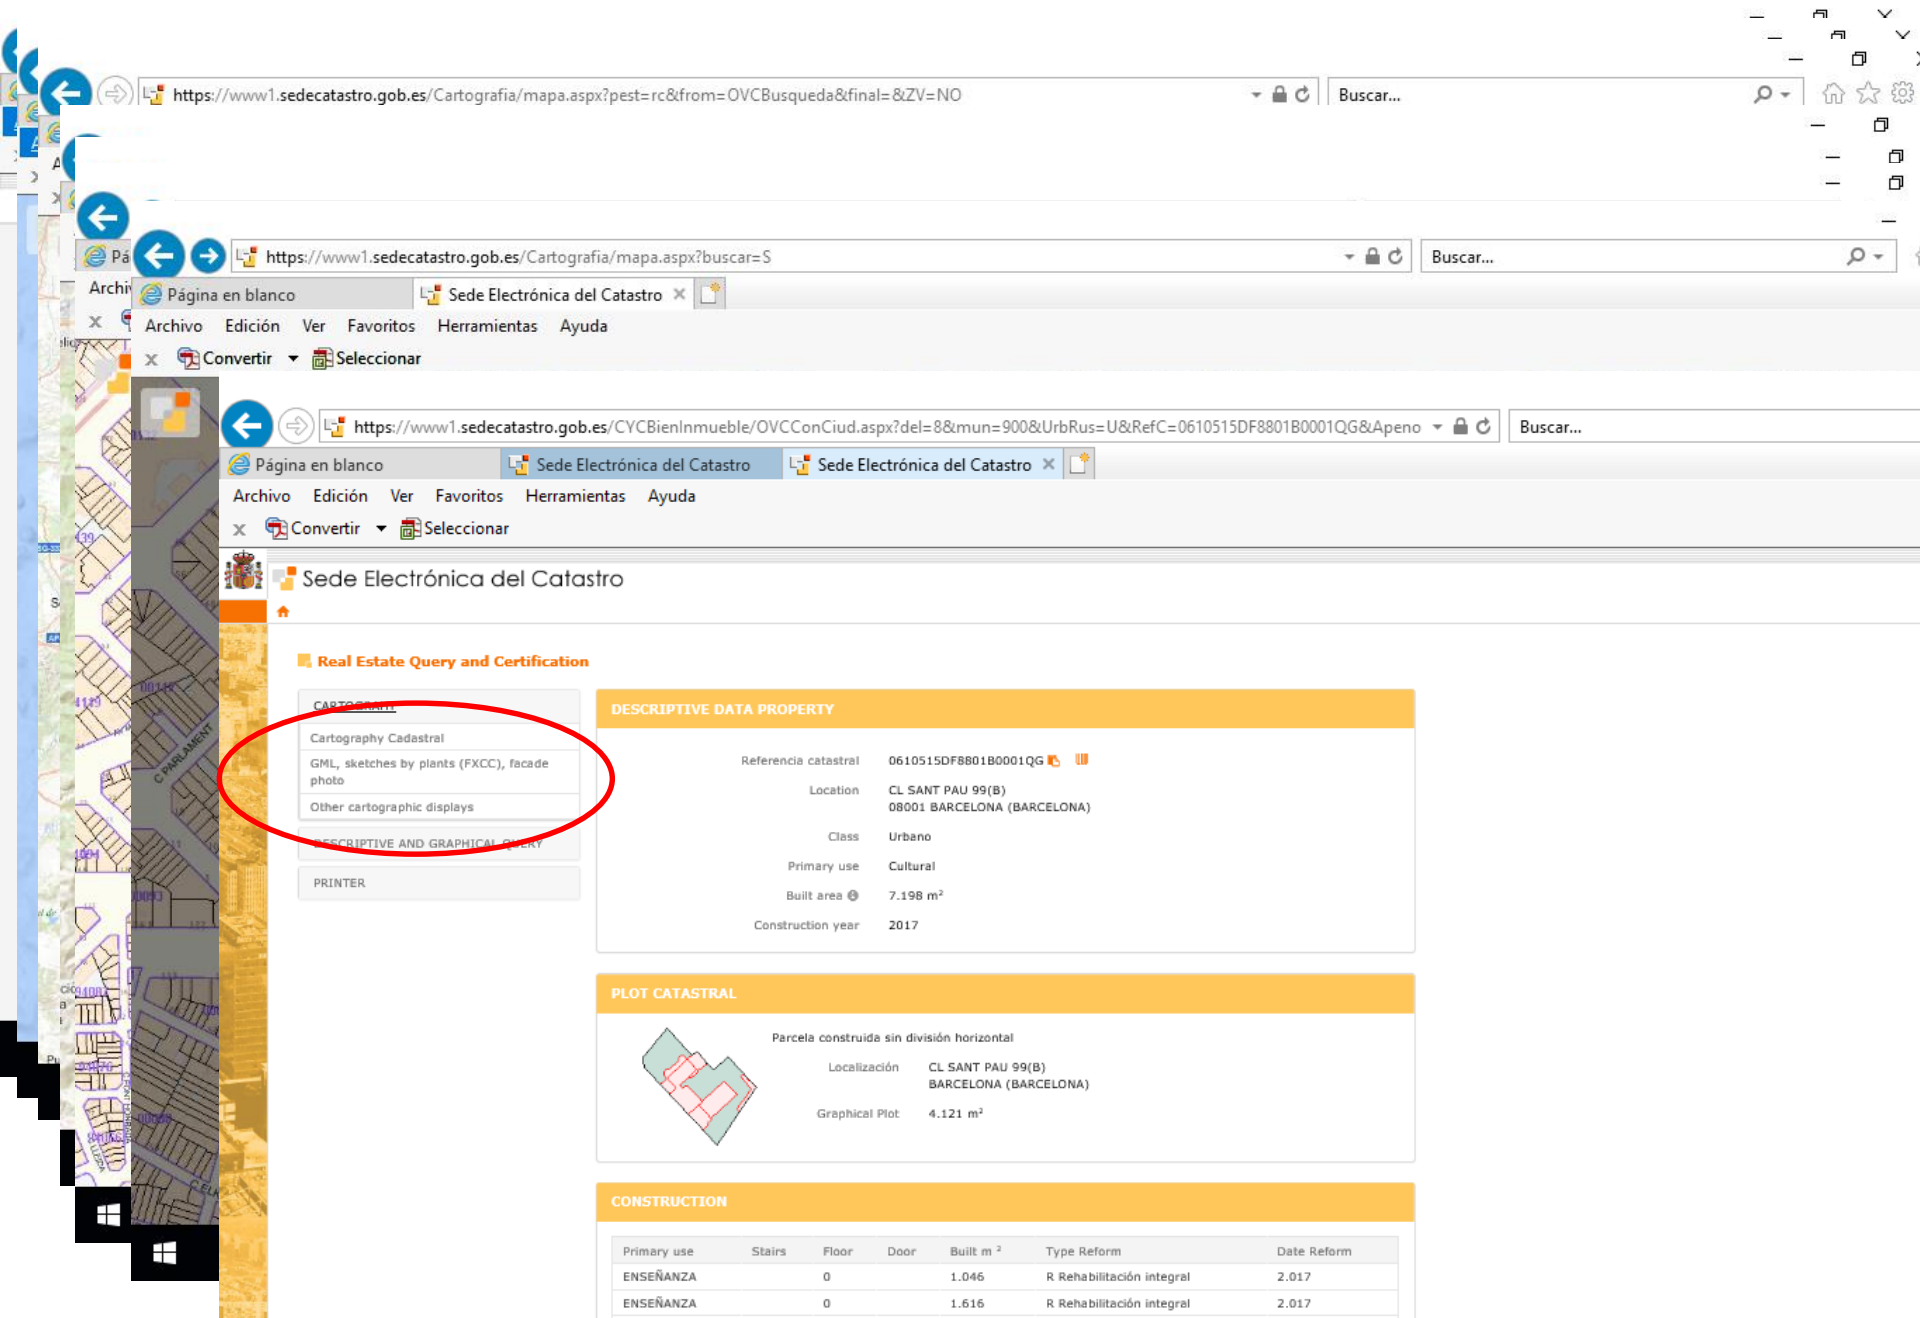 https://www1.sedecatastro.gob.es/Cartografia/mapa.aspx?pest=rc&from=OVCBusqueda&final=&ZV=NO
Buscar...
https://www1.sedecatastro.gob.es/Cartografia/mapa.aspx?buscar=S
Buscar...
Pá
Página en blanco
Sede Electrónica del Catastro
Archi
Archivo Edición Ver Favoritos Herramientas Ayuda
x Convertir Seleccionar
https://www1.sedecatastro.gob.es/CYCBienInmueble/OVCConCiud.aspx?del=8&mun=900&UrbRus=U&RefC=0610515DF8801B0001QG&Apeno
Buscar...
Página en blanco
Sede Electrónica del Catastro
Sede Electrónica del Catastro
Archivo Edición Ver Favoritos Herramientas Ayuda
x Convertir Seleccionar
Sede Electrónica del Catastro
Real Estate Query and Certification
CARTOGRAPHY
Cartography Cadastral
GML, sketches by plants (FXCC), facade
photo
Other cartographic displays
DESCRIPTIVE AND GRAPHICAL QUERY
PRINTER
DESCRIPTIVE DATA PROPERTY
Referencia catastral 0610515DF8801B0001QG
Location CL SANT PAU 99(B)
08001 BARCELONA (BARCELONA)
Class Urbano
Primary use Cultural
Built area 7.198 m²
Construction year 2017
PLOT CATASTRAL
Parcela construida sin división horizontal
Localización CL SANT PAU 99(B)
BARCELONA (BARCELONA)
Graphical Plot 4.121 m²
CONSTRUCTION
Primary use Stairs Floor Door Built m ² Type Reform Date Reform
ENSEÑANZA 0 1.046 R Rehabilitación integral 2.017
ENSEÑANZA 0 1.616 R Rehabilitación integral 2.017
C PARLAMENT